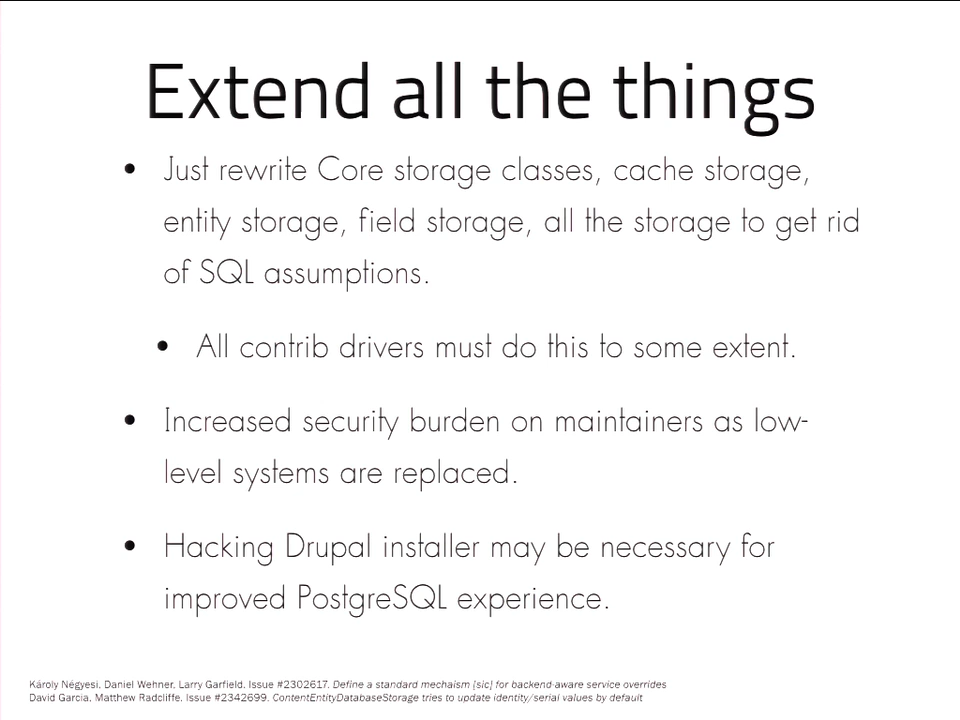 Extend all the things
• Just rewrite Core storage classes, cache storage,
entity storage, field storage, all the storage to get rid
of SQL assumptions.
• All contrib drivers must do this to some extent.
• Increased security burden on maintainers as low-
level systems are replaced.
• Hacking Drupal installer may be necessary for
improved PostgreSQL experience.
Károly Négyesi, Daniel Wehner, Larry Garfield. Issue #2302617. Define a standard mechaism [sic] for backend-aware service overrides
David Garcia, Matthew Radcliffe. Issue #2342699. ContentEntityDatabaseStorage tries to update identity/serial values by default